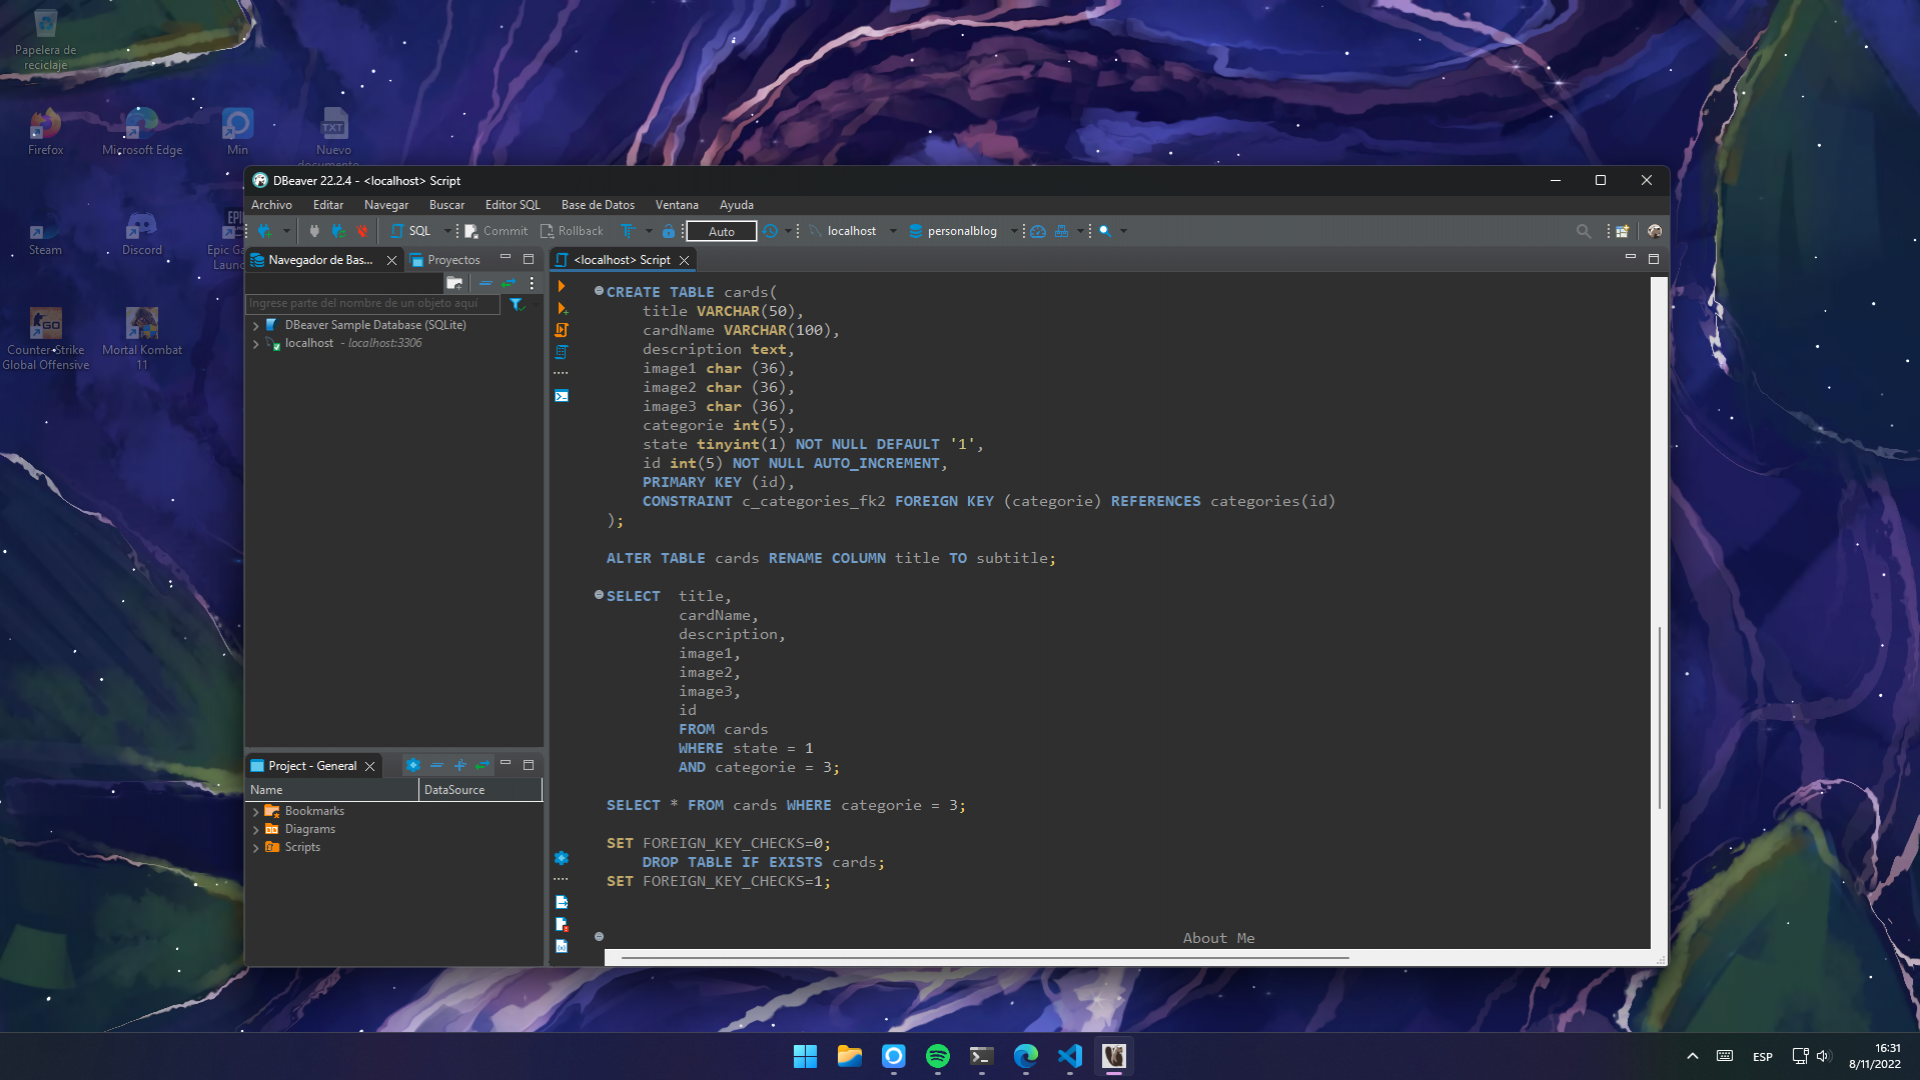 Papelera de
reciclaje
Firefox
Microsoft Edge
Min
TXT
Nuevo
documento
Steam
Discord
Epic Ga
Launc
Counter-Strike
Global Offensive
Mortal Kombat
11
DBeaver 22.2.4 - <localhost> Script
Archivo Editar Navegar Buscar Editor SQL Base de Datos Ventana Ayuda
SQL Commit Rollback Auto localhost personalblog
Navegador de Bas... Proyectos
Ingrese parte del nombre de un objeto aquí
DBeaver Sample Database (SQLite)
localhost - localhost:3306
<localhost> Script
CREATE TABLE cards(
title VARCHAR(50),
cardName VARCHAR(100),
description text,
image1 char (36),
image2 char (36),
image3 char (36),
categorie int(5),
state tinyint(1) NOT NULL DEFAULT '1',
id int(5) NOT NULL AUTO_INCREMENT,
PRIMARY KEY (id),
CONSTRAINT c_categories_fk2 FOREIGN KEY (categorie) REFERENCES categories(id)
);
ALTER TABLE cards RENAME COLUMN title TO subtitle;
SELECT title,
cardName,
description,
image1,
image2,
image3,
id
FROM cards
WHERE state = 1
AND categorie = 3;
SELECT * FROM cards WHERE categorie = 3;
SET FOREIGN_KEY_CHECKS=0;
DROP TABLE IF EXISTS cards;
SET FOREIGN_KEY_CHECKS=1;
About Me
Project - General
Name DataSource
Bookmarks
Diagrams
Scripts
ESP
16:31
8/11/2022